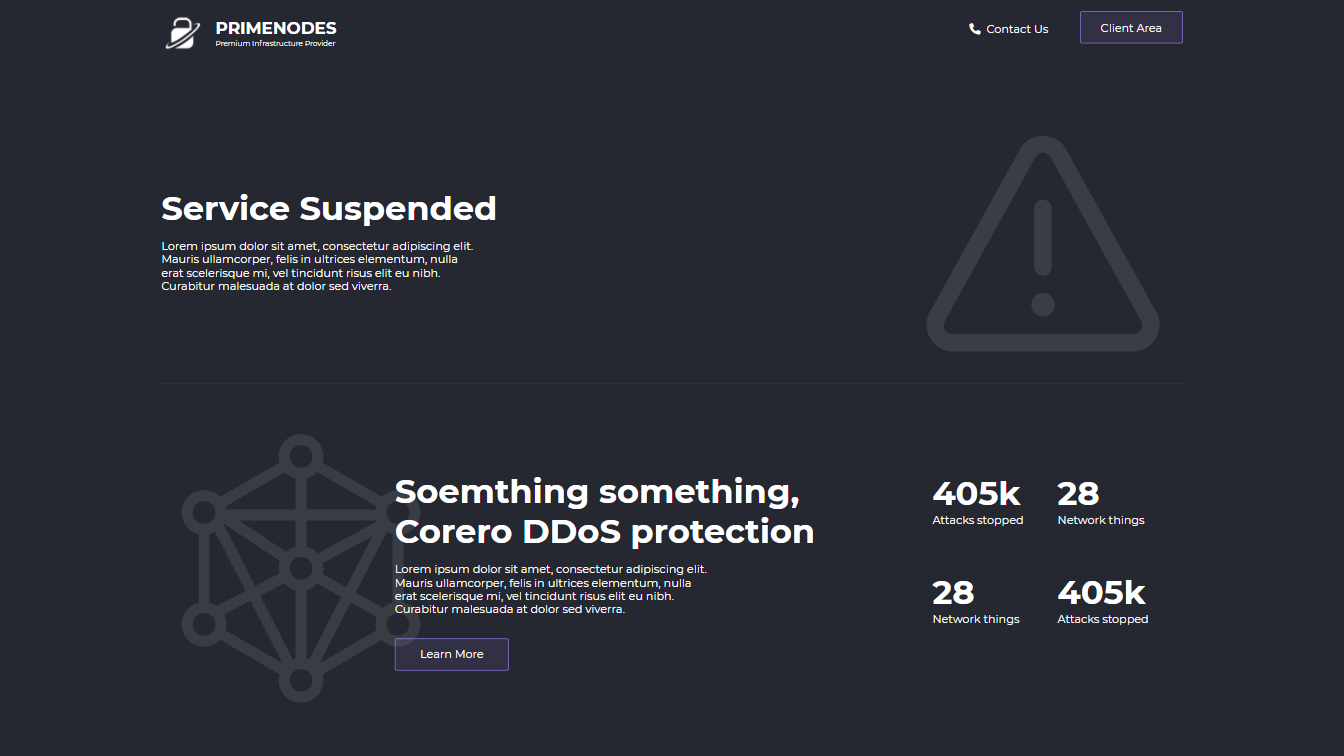 PRIMENODES
Premium Infrastructure Provider
Contact Us
Client Area
Service Suspended
Lorem ipsum dolor sit amet, consectetur adipiscing elit.
Mauris ullamcorper, felis in ultrices elementum, nulla
erat scelerisque mi, vel tincidunt risus elit eu nibh.
Curabitur malesuada at dolor sed viverra.
Soemthing something,
Corero DDoS protection
Lorem ipsum dolor sit amet, consectetur adipiscing elit.
Mauris ullamcorper, felis in ultrices elementum, nulla
erat scelerisque mi, vel tincidunt risus elit eu nibh.
Curabitur malesuada at dolor sed viverra.
Learn More
405k
Attacks stopped
28
Network things
28
Network things
405k
Attacks stopped